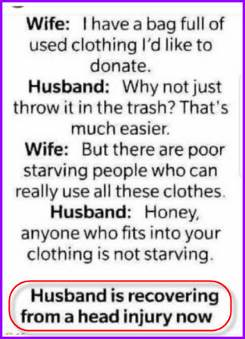 Wife: I have a bag full of
used clothing I'd like to
donate.
Husband: Why not just
throw it in the trash? That's
much easier.
Wife: But there are poor
starving people who can
really use all these clothes.
Husband: Honey,
anyone who fits into your
clothing is not starving.
Husband is recovering
from a head injury now